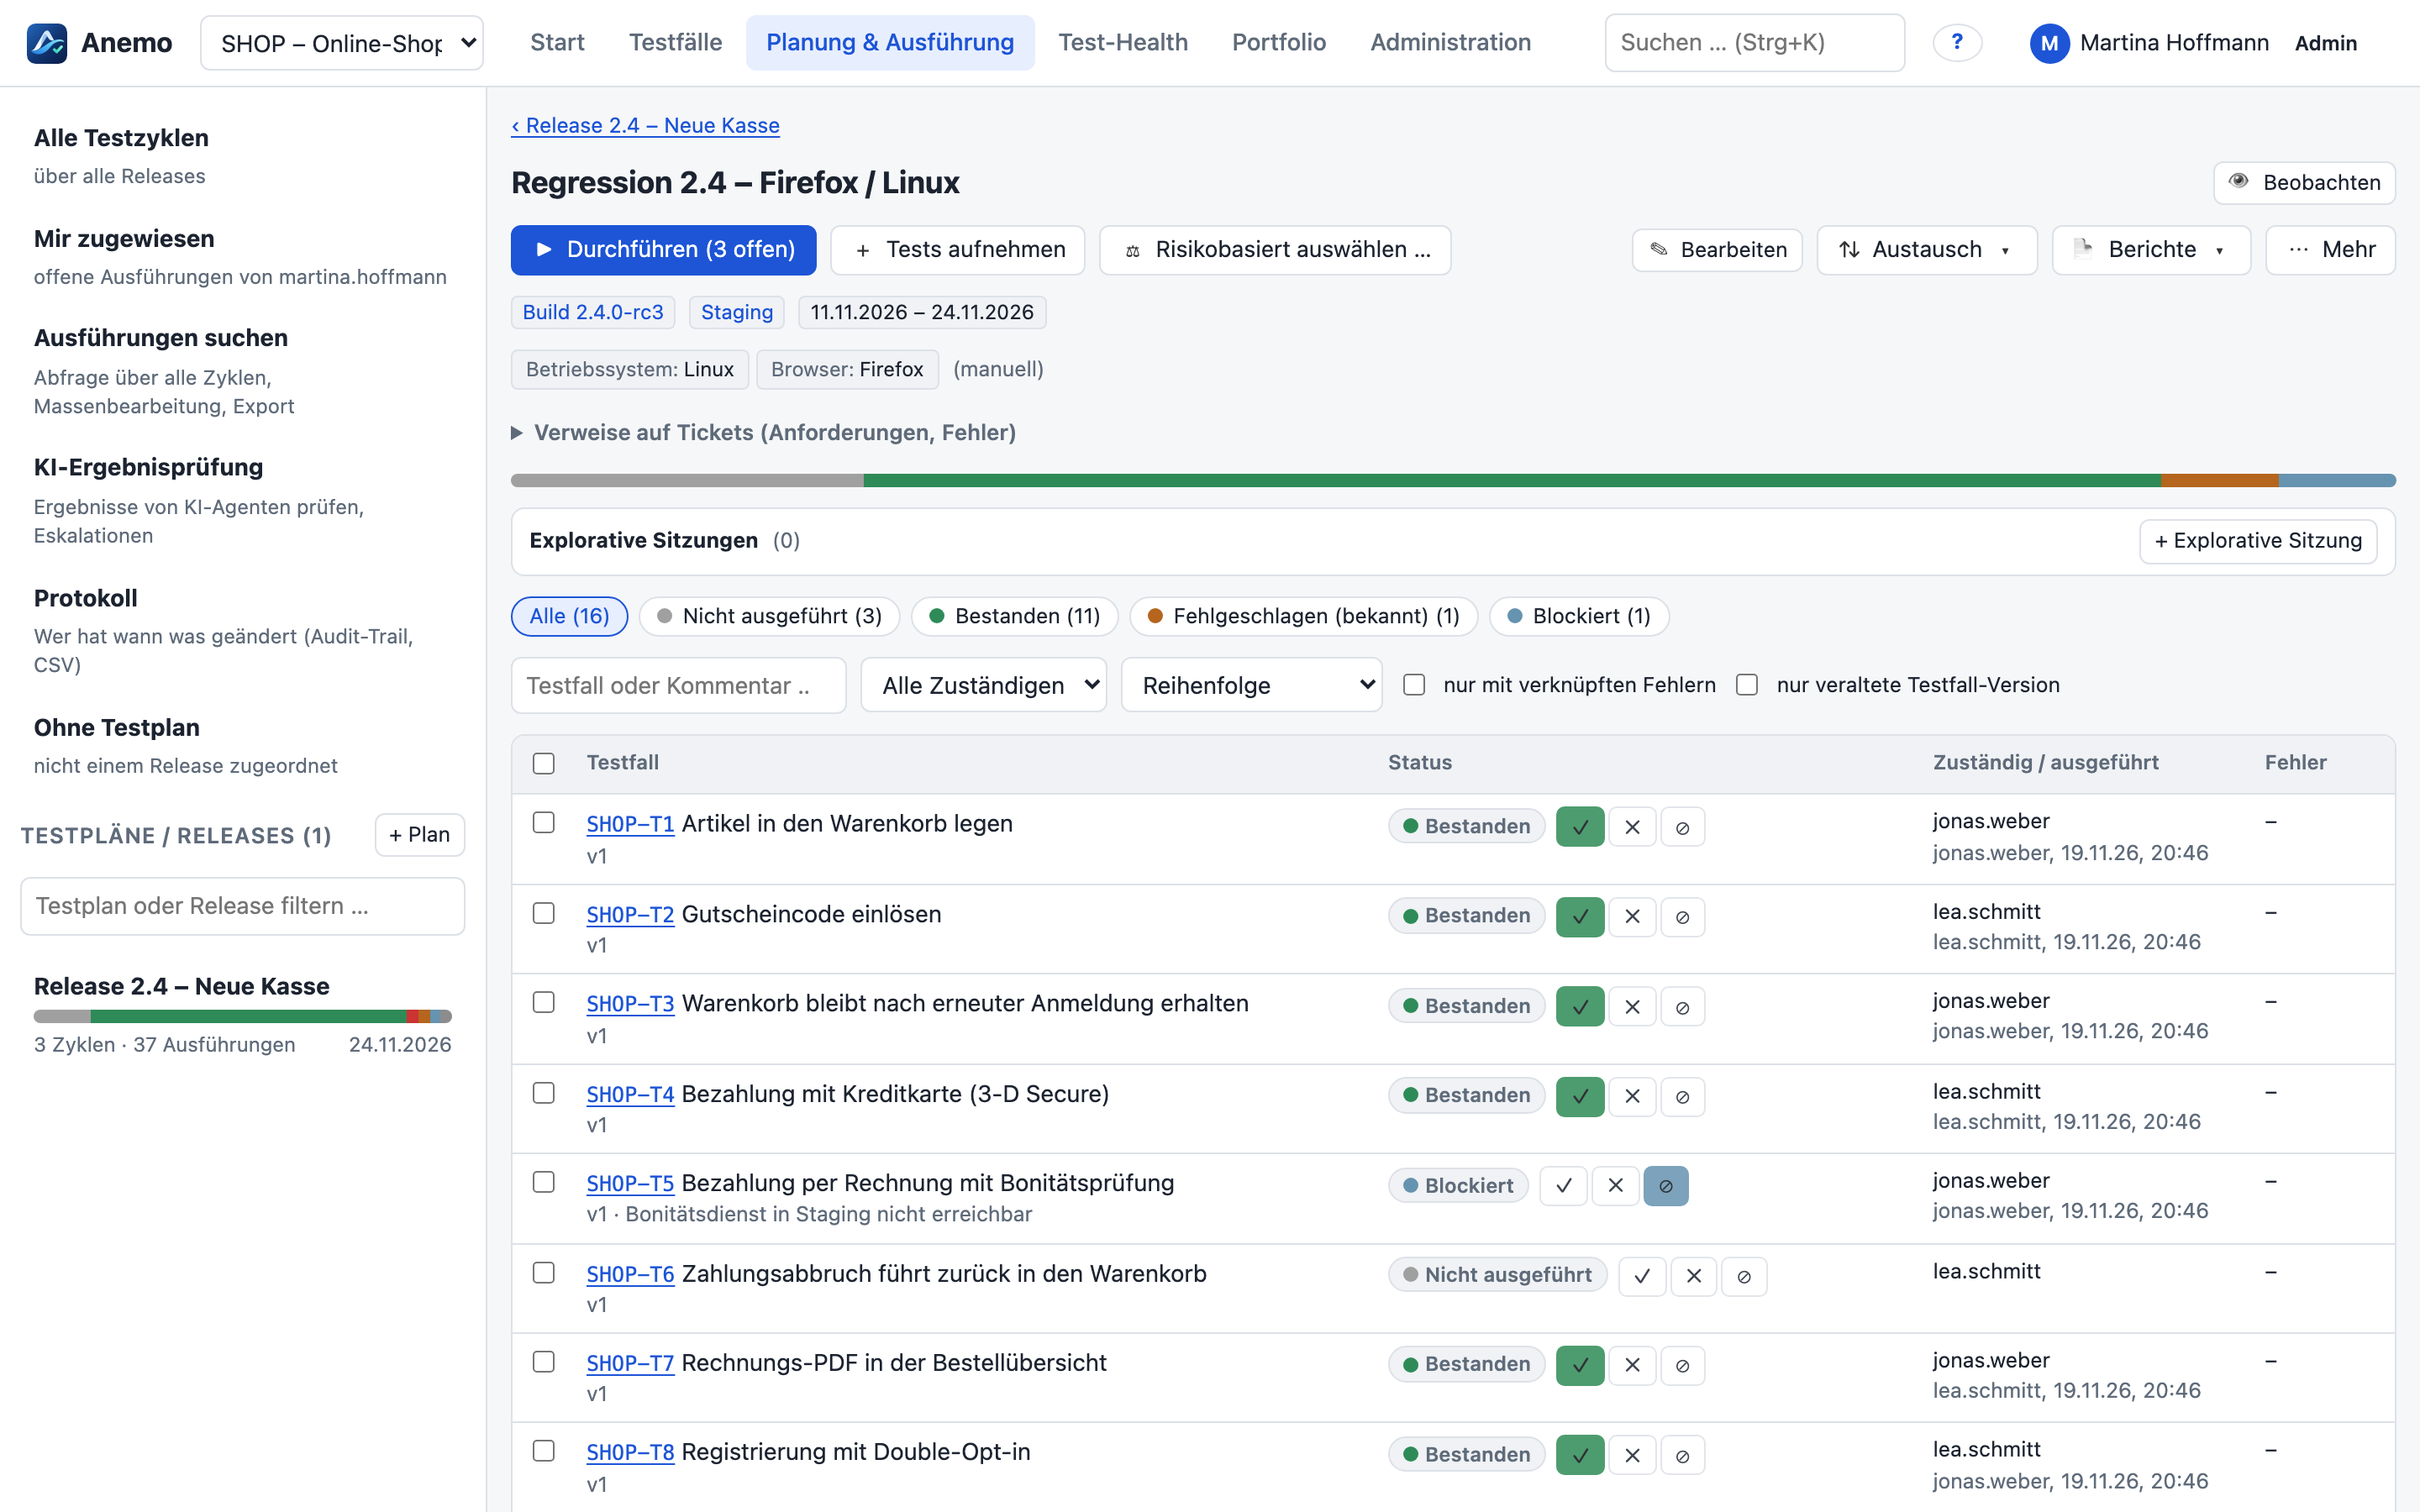 Anemo
SHOP – Online-Shop
Start
Testfälle
Planung & Ausführung
Test-Health
Portfolio
Administration
Suchen ... (Strg+K)
?
M
Martina Hoffmann
Admin
Alle Testzyklen
über alle Releases
Mir zugewiesen
offene Ausführungen von martina.hoffmann
Ausführungen suchen
Abfrage über alle Zyklen,
Massenbearbeitung, Export
KI-Ergebnisprüfung
Ergebnisse von KI-Agenten prüfen,
Eskalationen
Protokoll
Wer hat wann was geändert (Audit-Trail,
CSV)
Ohne Testplan
nicht einem Release zugeordnet
TESTPLÄNE / RELEASES (1)
+ Plan
Testplan oder Release filtern ...
Release 2.4 – Neue Kasse
3 Zyklen · 37 Ausführungen 24.11.2026
‹ Release 2.4 – Neue Kasse
Regression 2.4 – Firefox / Linux
Beobachten
Durchführen (3 offen)
+ Tests aufnehmen
Risikobasiert auswählen ...
Bearbeiten
Austausch
Berichte
··· Mehr
Build 2.4.0-rc3
Staging
11.11.2026 – 24.11.2026
Betriebssystem: Linux
Browser: Firefox
(manuell)
Verweise auf Tickets (Anforderungen, Fehler)
Explorative Sitzungen (0)
+ Explorative Sitzung
Alle (16)
Nicht ausgeführt (3)
Bestanden (11)
Fehlgeschlagen (bekannt) (1)
Blockiert (1)
Testfall oder Kommentar ..
Alle Zuständigen
Reihenfolge
nur mit verknüpften Fehlern
nur veraltete Testfall-Version
Testfall Status Zuständig / ausgeführt Fehler
SHOP-T1 Artikel in den Warenkorb legen Bestanden jonas.weber –
v1 jonas.weber, 19.11.26, 20:46
SHOP-T2 Gutscheincode einlösen Bestanden lea.schmitt –
v1 lea.schmitt, 19.11.26, 20:46
SHOP-T3 Warenkorb bleibt nach erneuter Anmeldung erhalten Bestanden jonas.weber –
v1 jonas.weber, 19.11.26, 20:46
SHOP-T4 Bezahlung mit Kreditkarte (3-D Secure) Bestanden lea.schmitt –
v1 lea.schmitt, 19.11.26, 20:46
SHOP-T5 Bezahlung per Rechnung mit Bonitätsprüfung Blockiert jonas.weber –
v1 · Bonitätsdienst in Staging nicht erreichbar jonas.weber, 19.11.26, 20:46
SHOP-T6 Zahlungsabbruch führt zurück in den Warenkorb Nicht ausgeführt lea.schmitt –
v1
SHOP-T7 Rechnungs-PDF in der Bestellübersicht Bestanden jonas.weber –
v1 lea.schmitt, 19.11.26, 20:46
SHOP-T8 Registrierung mit Double-Opt-in Bestanden lea.schmitt –
v1 jonas.weber, 19.11.26, 20:46